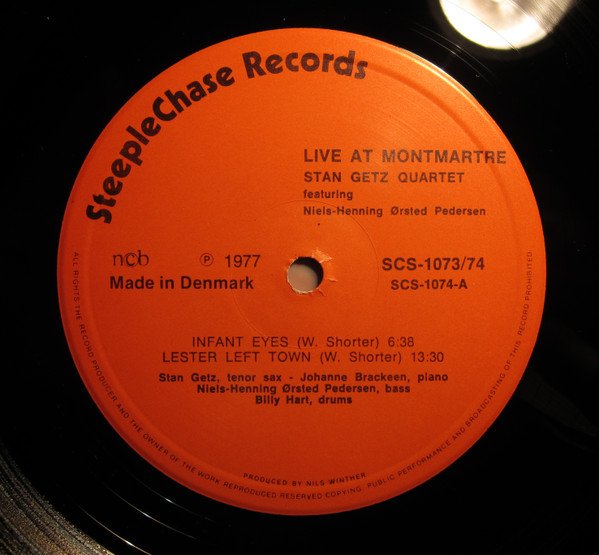 SteepleChase Records
LIVE AT MONTMARTRE
STAN GETZ QUARTET
featuring
Niels-Henning Ørsted Pedersen
ncb
℗ 1977
Made in Denmark
SCS-1073/74
SCS-1074-A
INFANT EYES (W. Shorter) 6:38
LESTER LEFT TOWN (W. Shorter) 13:30
Stan Getz, tenor sax - Johanne Brackeen, piano
Niels-Henning Ørsted Pedersen, bass
Billy Hart, drums
PRODUCED BY NILS WINTHER
ALL RIGHTS THE RECORD PRODUCER AND THE OWNER OF THE WORK REPRODUCED RESERVED COPYING, PUBLIC PERFORMANCE AND BROADCASTING OF THIS RECORD PROHIBITED